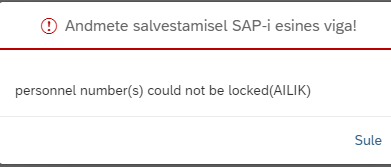 Andmete salvestamisel SAP-i esines viga!
personnel number(s) could not be locked(AILIK)
Sule